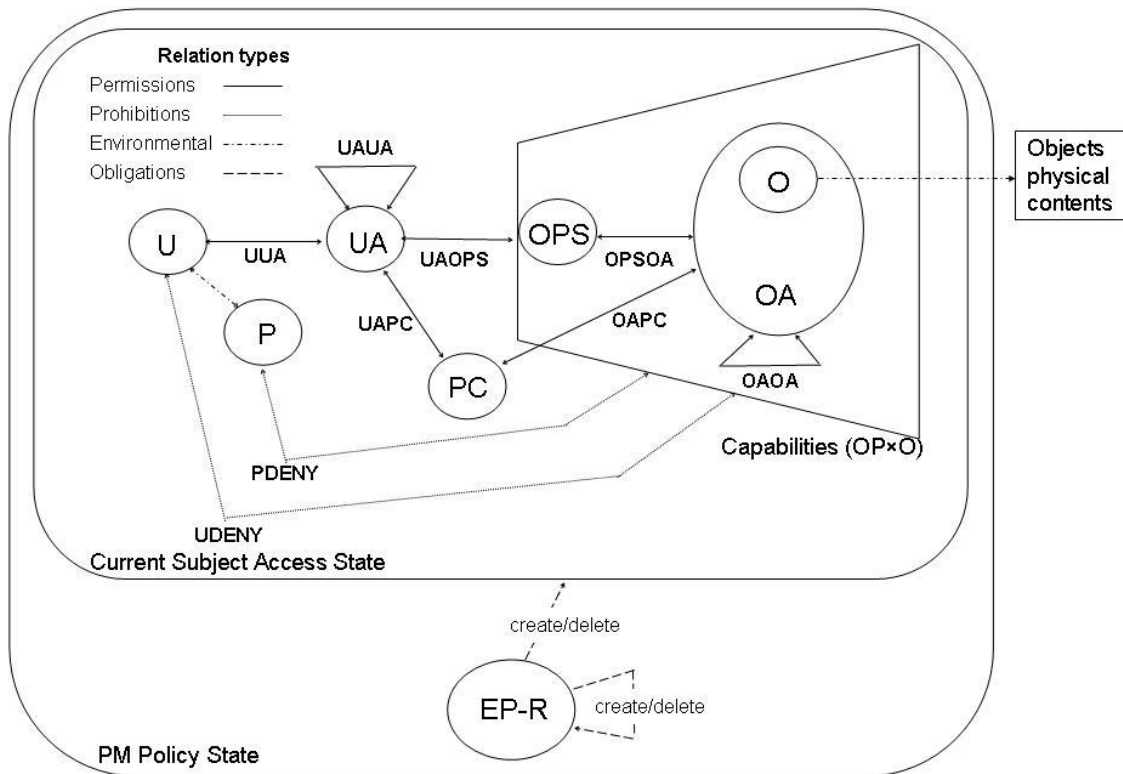 Relation types
Permissions
Prohibitions
Environmental
Obligations
UAUA
U
UUA
UA
UAOPS
OPS
OPSOA
O
OA
Objects
physical
contents
P
UAPC
PC
OAPC
OAOA
PDENY
Capabilities (OP×O)
UDENY
Current Subject Access State
create/delete
EP-R
create/delete
PM Policy State